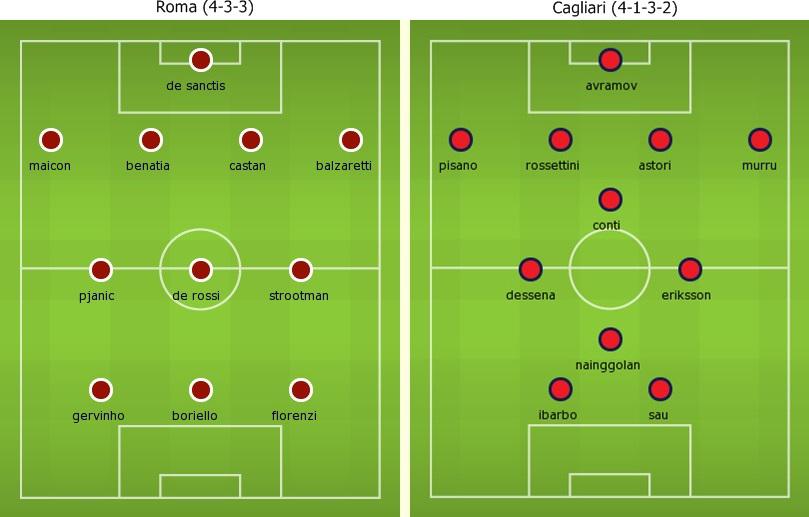 Roma (4-3-3)
de sanctis
maicon benatia castan balzaretti
pjanic de rossi strootman
gervinho boriello florenzi
Cagliari (4-1-3-2)
avramov
pisano rossettini astori murru
conti
dessena eriksson
nainggolan
ibarbo sau